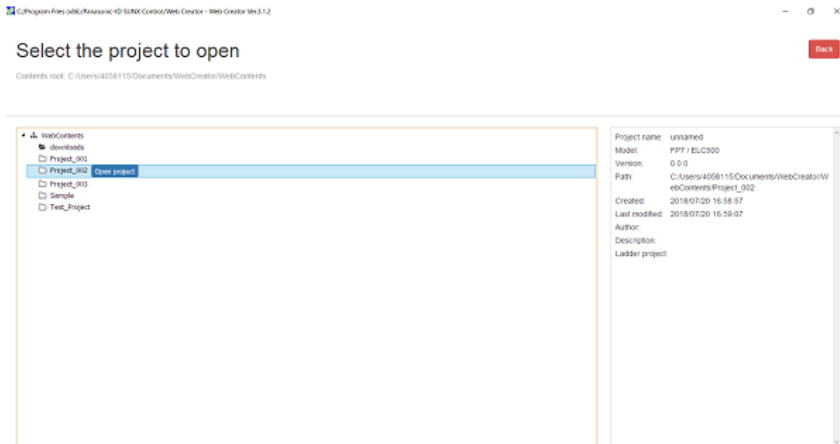 C:/Program Files (x86)/Panasonic-ID SUNX Control/Web Creator - Web Creator Ver.3.1.2
Select the project to open
Back
Contents root: C:/Users/4058115/Documents/WebCreator/WebContents
WebContents
downloads
Project_001
Project_002 Open project
Project_003
Sample
Test_Project
Project name: unnamed
Model: FP7 / ELC500
Version: 0.0.0
Path: C:/Users/4058115/Documents/WebCreator/W
ebContents/Project_002
Created: 2018/07/20 16:58:57
Last modified: 2018/07/20 16:59:07
Author:
Description:
Ladder project: